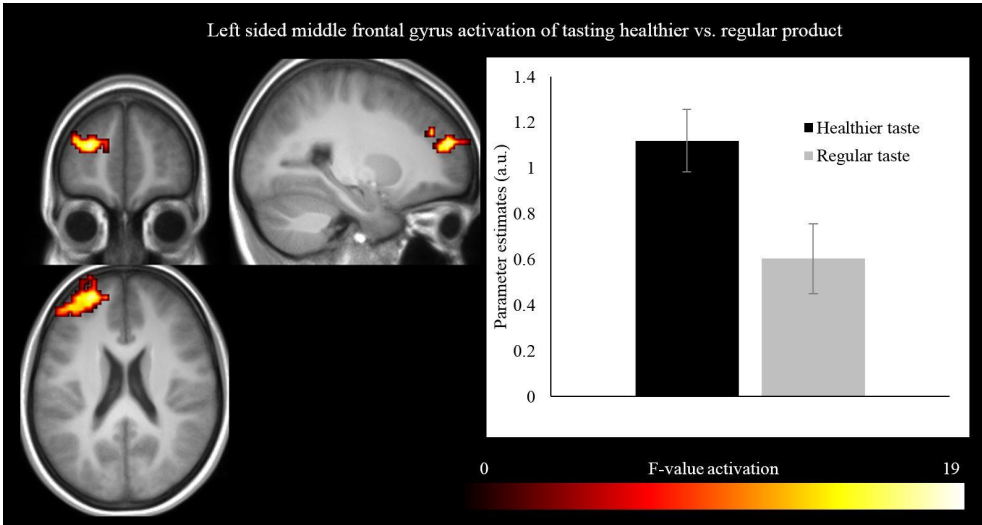 Left sided middle frontal gyrus activation of tasting healthier vs. regular product
1.4
1.2
1
0.8
0.6
0.4
0.2
0
Parameter estimates (a.u.)
Healthier taste
Regular taste
0 F-value activation 19